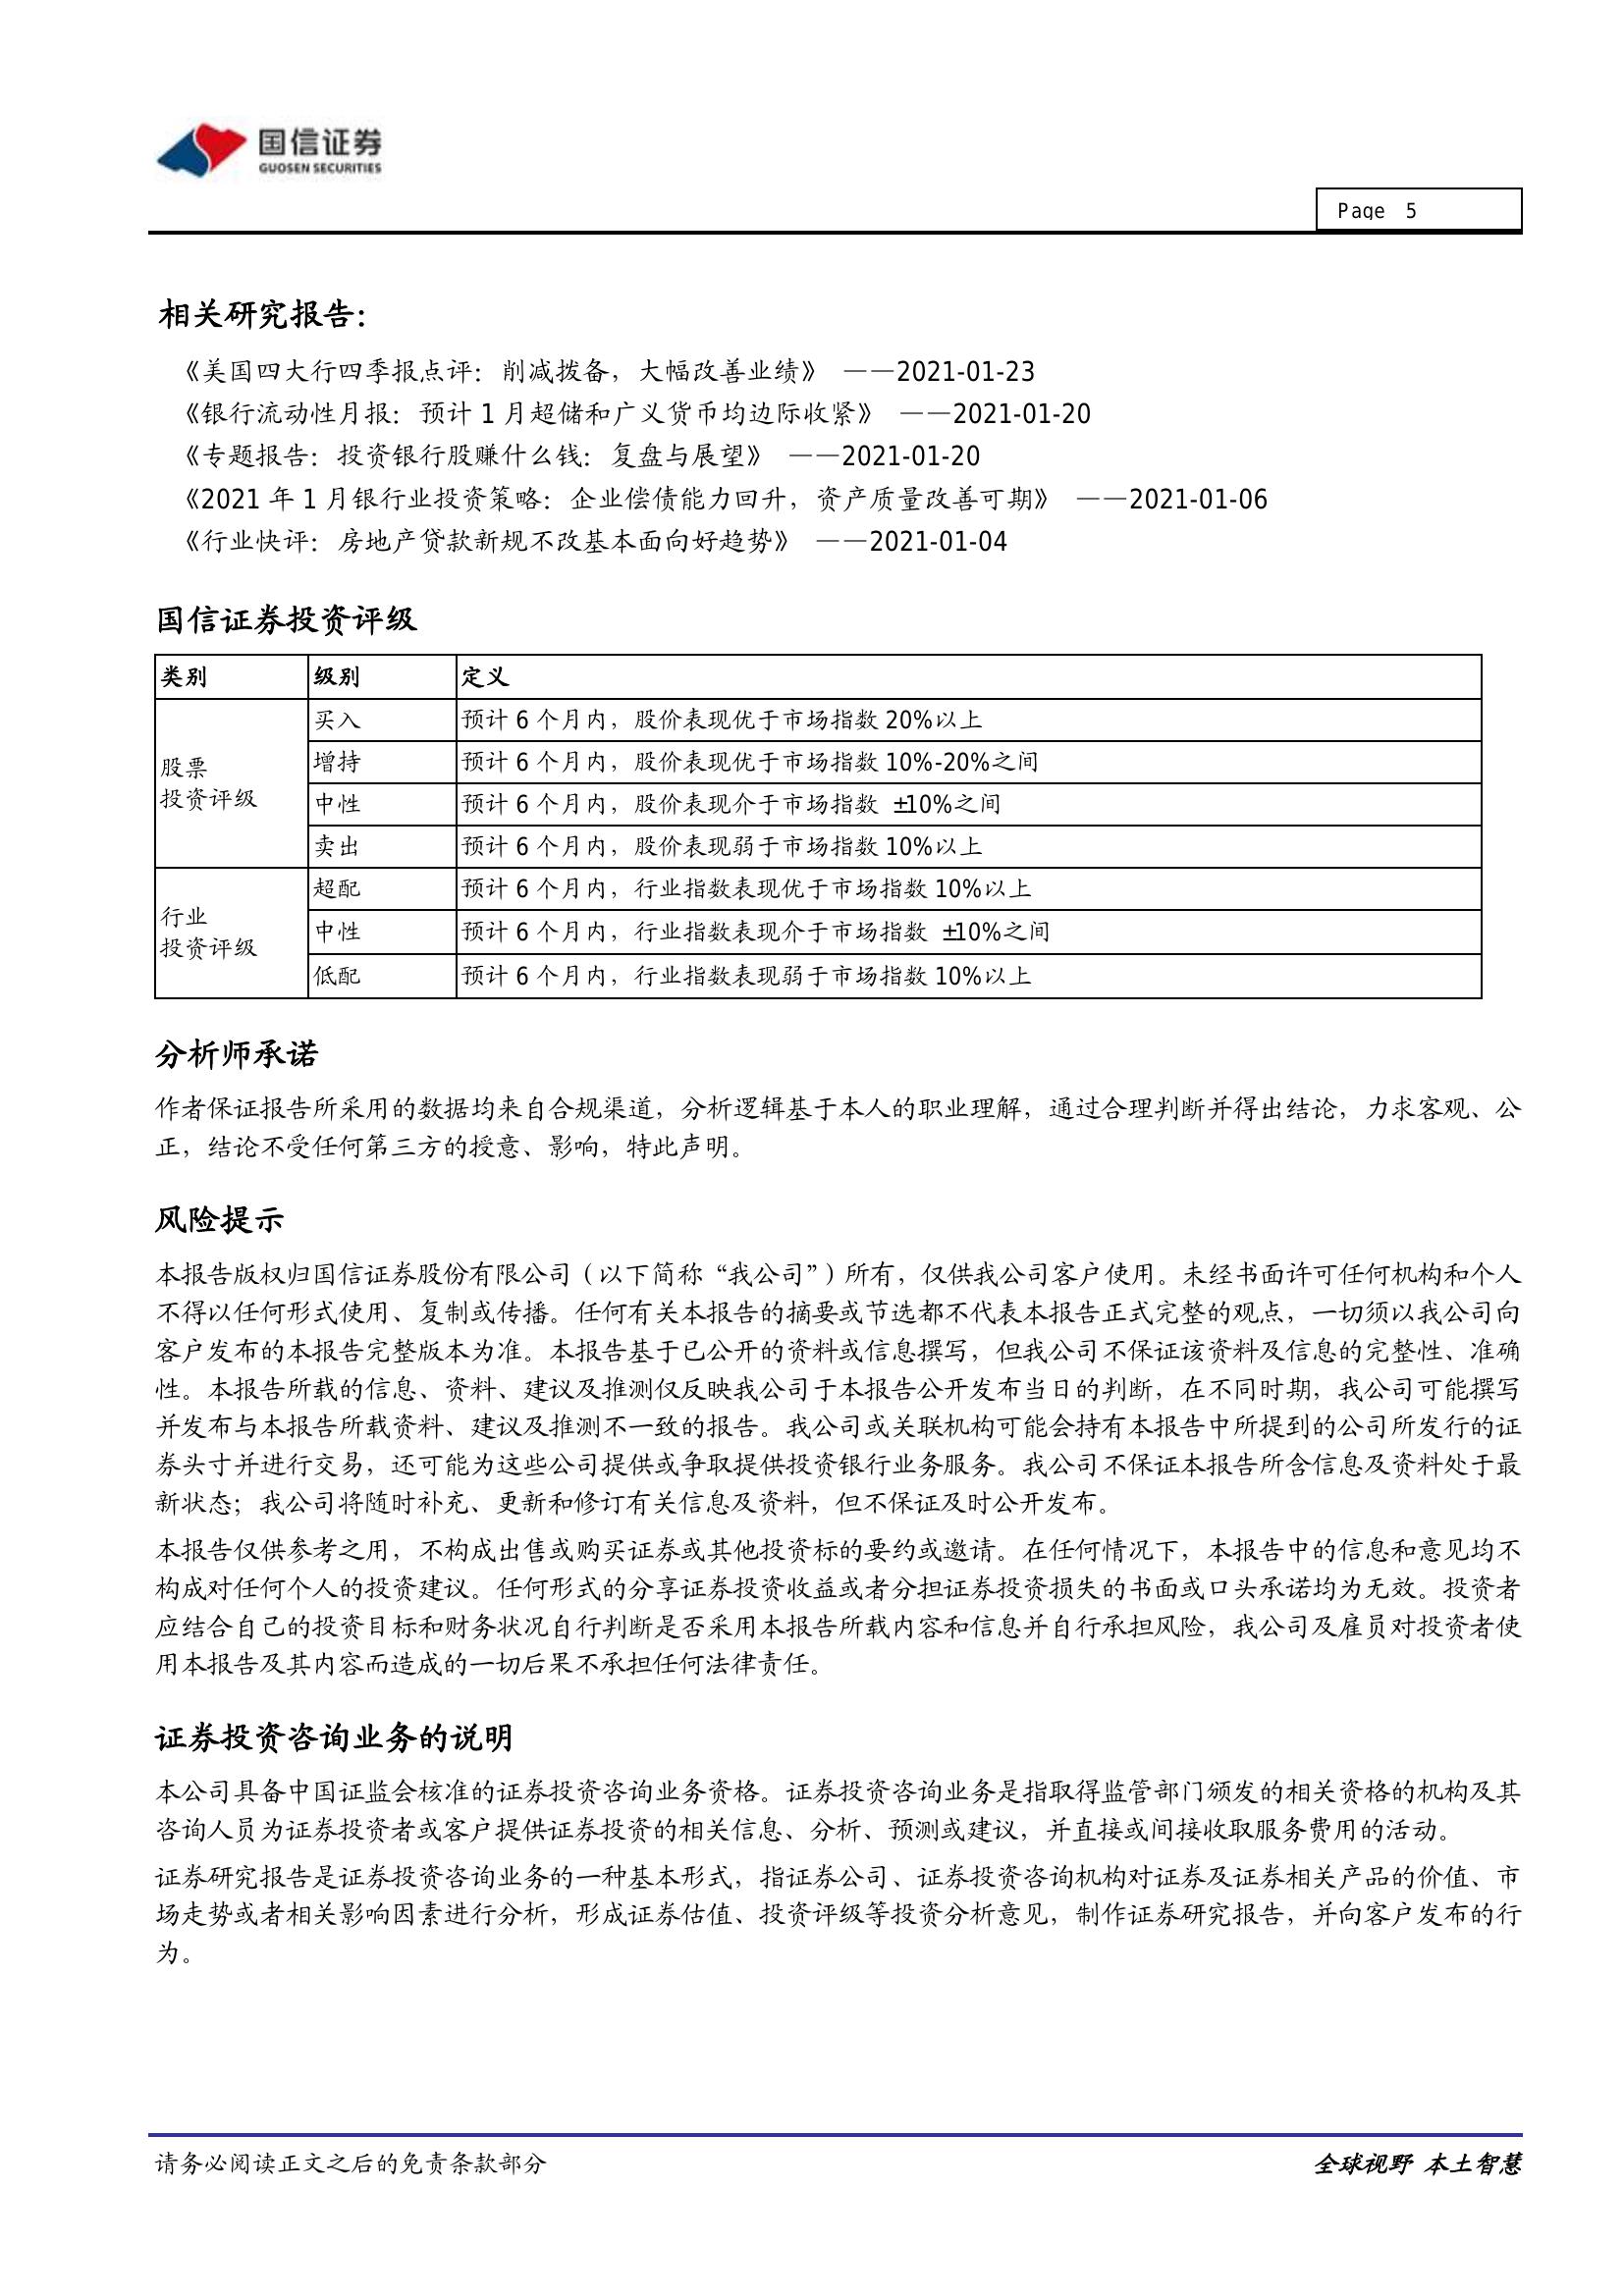 国信证券
GUOSEN SECURITIES
Page 5
相关研究报告：
《美国四大行四季报点评：削减拨备，大幅改善业绩》 ——2021-01-23
《银行流动性月报：预计 1 月超储和广义货币均边际收紧》 ——2021-01-20
《专题报告：投资银行股赚什么钱：复盘与展望》 ——2021-01-20
《2021 年 1 月银行业投资策略：企业偿债能力回升，资产质量改善可期》 ——2021-01-06
《行业快评：房地产贷款新规不改基本面向好趋势》 ——2021-01-04
国信证券投资评级
类别 级别 定义
股票
投资评级
买入 预计 6 个月内，股价表现优于市场指数 20%以上
增持 预计 6 个月内，股价表现优于市场指数 10%-20%之间
中性 预计 6 个月内，股价表现介于市场指数 ±10%之间
卖出 预计 6 个月内，股价表现弱于市场指数 10%以上
行业
投资评级
超配 预计 6 个月内，行业指数表现优于市场指数 10%以上
中性 预计 6 个月内，行业指数表现介于市场指数 ±10%之间
低配 预计 6 个月内，行业指数表现弱于市场指数 10%以上
分析师承诺
作者保证报告所采用的数据均来自合规渠道，分析逻辑基于本人的职业理解，通过合理判断并得出结论，力求客观、公
正，结论不受任何第三方的授意、影响，特此声明。
风险提示
本报告版权归国信证券股份有限公司（以下简称“我公司”）所有，仅供我公司客户使用。未经书面许可任何机构和个人
不得以任何形式使用、复制或传播。任何有关本报告的摘要或节选都不代表本报告正式完整的观点，一切须以我公司向
客户发布的本报告完整版本为准。本报告基于已公开的资料或信息撰写，但我公司不保证该资料及信息的完整性、准确
性。本报告所载的信息、资料、建议及推测仅反映我公司于本报告公开发布当日的判断，在不同时期，我公司可能撰写
并发布与本报告所载资料、建议及推测不一致的报告。我公司或关联机构可能会持有本报告中所提到的公司所发行的证
券头寸并进行交易，还可能为这些公司提供或争取提供投资银行业务服务。我公司不保证本报告所含信息及资料处于最
新状态；我公司将随时补充、更新和修订有关信息及资料，但不保证及时公开发布。
本报告仅供参考之用，不构成出售或购买证券或其他投资标的要约或邀请。在任何情况下，本报告中的信息和意见均不
构成对任何个人的投资建议。任何形式的分享证券投资收益或者分担证券投资损失的书面或口头承诺均为无效。投资者
应结合自己的投资目标和财务状况自行判断是否采用本报告所载内容和信息并自行承担风险，我公司及雇员对投资者使
用本报告及其内容而造成的一切后果不承担任何法律责任。
证券投资咨询业务的说明
本公司具备中国证监会核准的证券投资咨询业务资格。证券投资咨询业务是指取得监管部门颁发的相关资格的机构及其
咨询人员为证券投资者或客户提供证券投资的相关信息、分析、预测或建议，并直接或间接收取服务费用的活动。
证券研究报告是证券投资咨询业务的一种基本形式，指证券公司、证券投资咨询机构对证券及证券相关产品的价值、市
场走势或者相关影响因素进行分析，形成证券估值、投资评级等投资分析意见，制作证券研究报告，并向客户发布的行
为。
请务必阅读正文之后的免责条款部分
全球视野 本土智慧